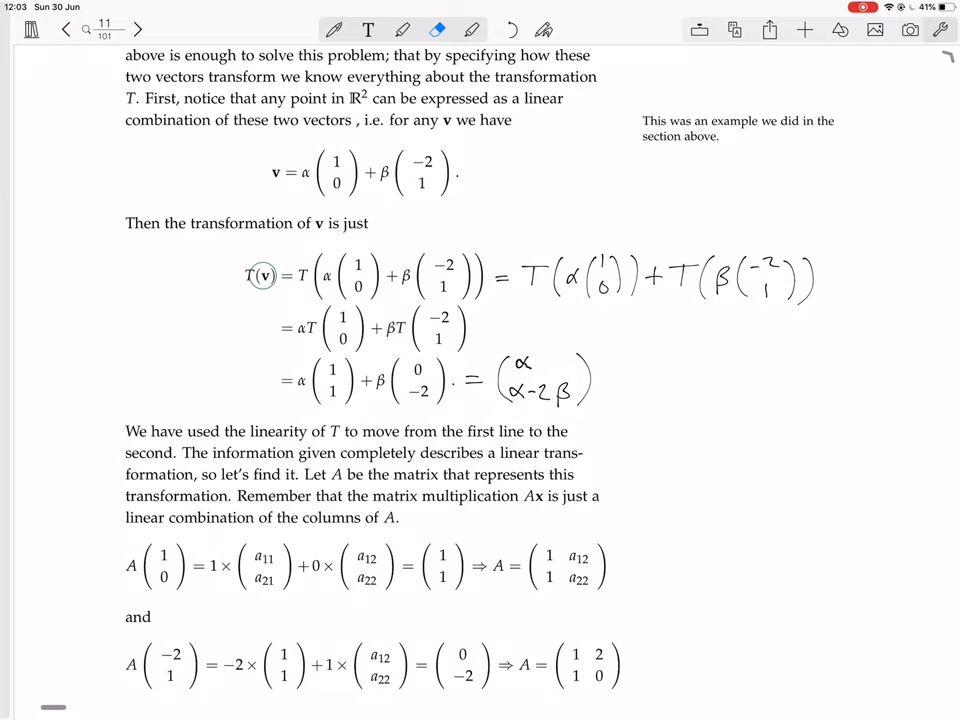 12:03 Sun 30 Jun 41%
11
101
T
above is enough to solve this problem; that by specifying how these
two vectors transform we know everything about the transformation
T. First, notice that any point in ℝ² can be expressed as a linear
combination of these two vectors , i.e. for any v we have
This was an example we did in the
section above.
v = α (1 0) + β (−2 1) .
Then the transformation of v is just
T(v) = T (α (1 0) + β (−2 1)) = T(α(1 0)) + T(β(−2 1))
= αT (1 0) + βT (−2 1)
= α (1 1) + β (0 −2) . = (α α−2β)
We have used the linearity of T to move from the first line to the
second. The information given completely describes a linear trans-
formation, so let's find it. Let A be the matrix that represents this
transformation. Remember that the matrix multiplication Ax is just a
linear combination of the columns of A.
A (1 0) = 1 × (a11 a21) + 0 × (a12 a22) = (1 1) ⇒ A = (1 a12 1 a22)
and
A (−2 1) = −2 × (1 1) + 1 × (a12 a22) = (0 −2) ⇒ A = (1 2 1 0)